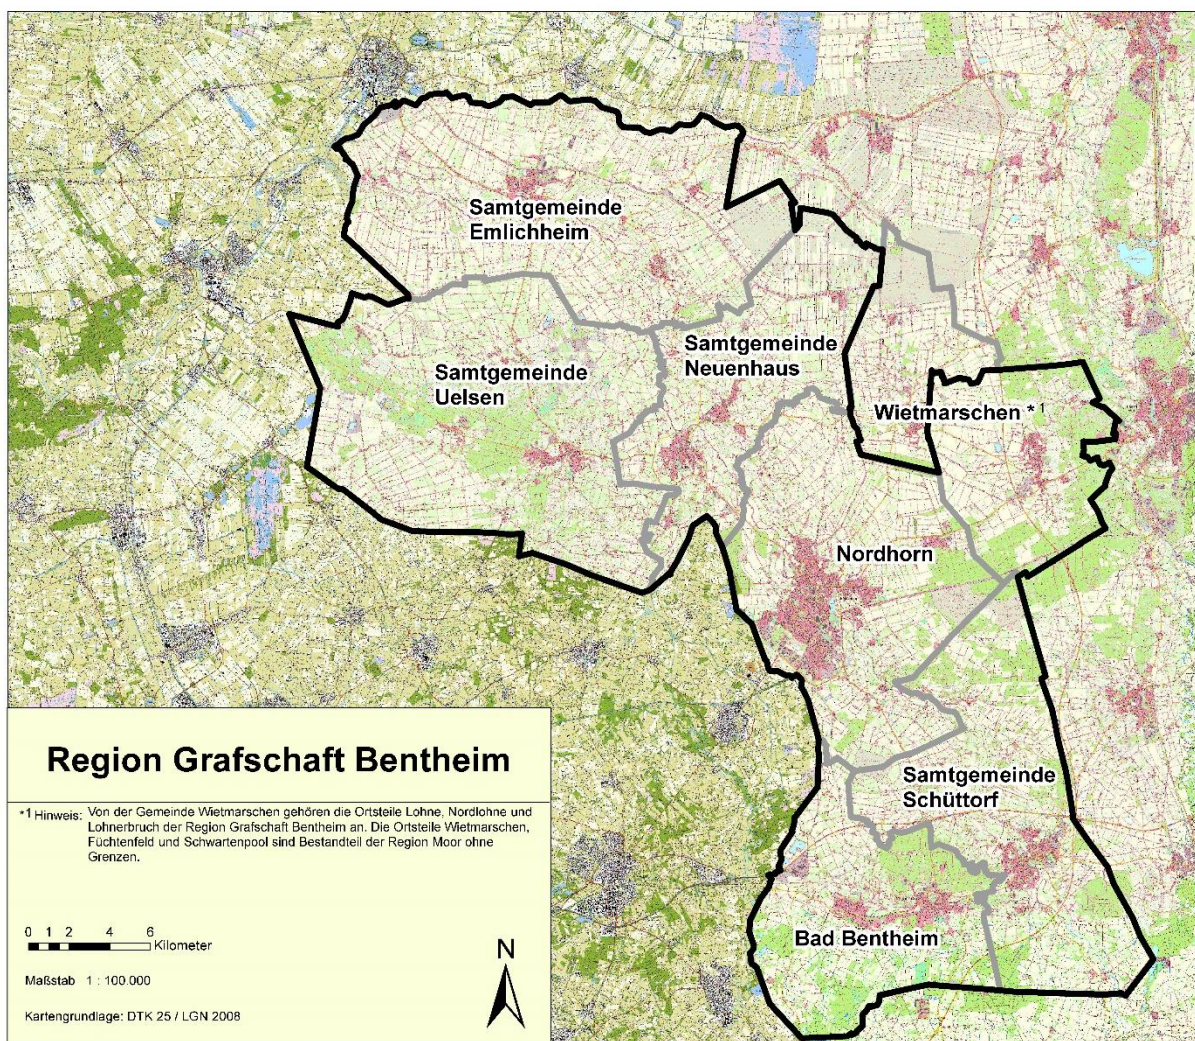 Samtgemeinde
Emlichheim
Samtgemeinde
Neuenhaus
Samtgemeinde
Uelsen
Wietmarschen *1
Nordhorn
Samtgemeinde
Schüttorf
Bad Bentheim
Region Grafschaft Bentheim
*1 Hinweis: Von der Gemeinde Wietmarschen gehören die Ortsteile Lohne, Nordlohne und
Lohnerbruch der Region Grafschaft Bentheim an. Die Ortsteile Wietmarschen,
Füchtenfeld und Schwartenpool sind Bestandteil der Region Moor ohne
Grenzen.
0 1 2 4 6
Kilometer
Maßstab 1 : 100.000
Kartengrundlage: DTK 25 / LGN 2008
N